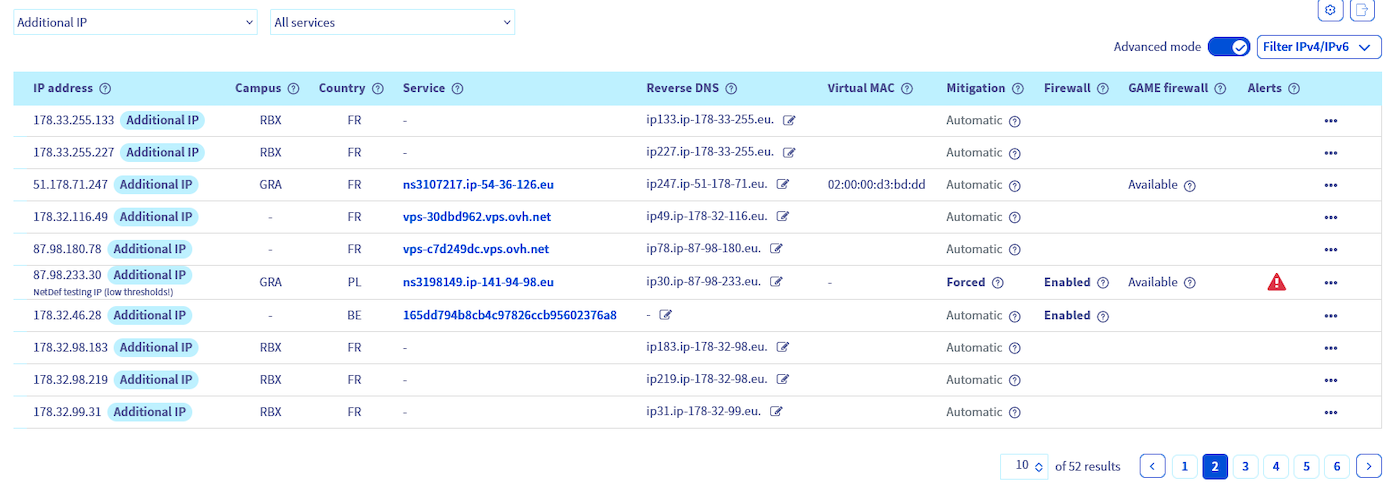 Additional IP All services
Advanced mode Filter IPv4/IPv6
IP address Campus Country Service Reverse DNS Virtual MAC Mitigation Firewall GAME firewall Alerts
178.33.255.133 Additional IP RBX FR - ip133.ip-178-33-255.eu. Automatic
178.33.255.227 Additional IP RBX FR - ip227.ip-178-33-255.eu. Automatic
51.178.71.247 Additional IP GRA FR ns3107217.ip-54-36-126.eu ip247.ip-51-178-71.eu. 02:00:00:d3:bd:dd Automatic Available
178.32.116.49 Additional IP - FR vps-30dbd962.vps.ovh.net ip49.ip-178-32-116.eu. Automatic
87.98.180.78 Additional IP - FR vps-c7d249dc.vps.ovh.net ip78.ip-87-98-180.eu. Automatic
87.98.233.30 Additional IP GRA PL ns3198149.ip-141-94-98.eu ip30.ip-87-98-233.eu. - Forced Enabled Available
NetDef testing IP (low thresholds!)
178.32.46.28 Additional IP - BE 165dd794b8cb4c97826ccb95602376a8 - Automatic Enabled
178.32.98.183 Additional IP RBX FR - ip183.ip-178-32-98.eu. Automatic
178.32.98.219 Additional IP RBX FR - ip219.ip-178-32-98.eu. Automatic
178.32.99.31 Additional IP RBX FR - ip31.ip-178-32-99.eu. Automatic
10 of 52 results 1 2 3 4 5 6